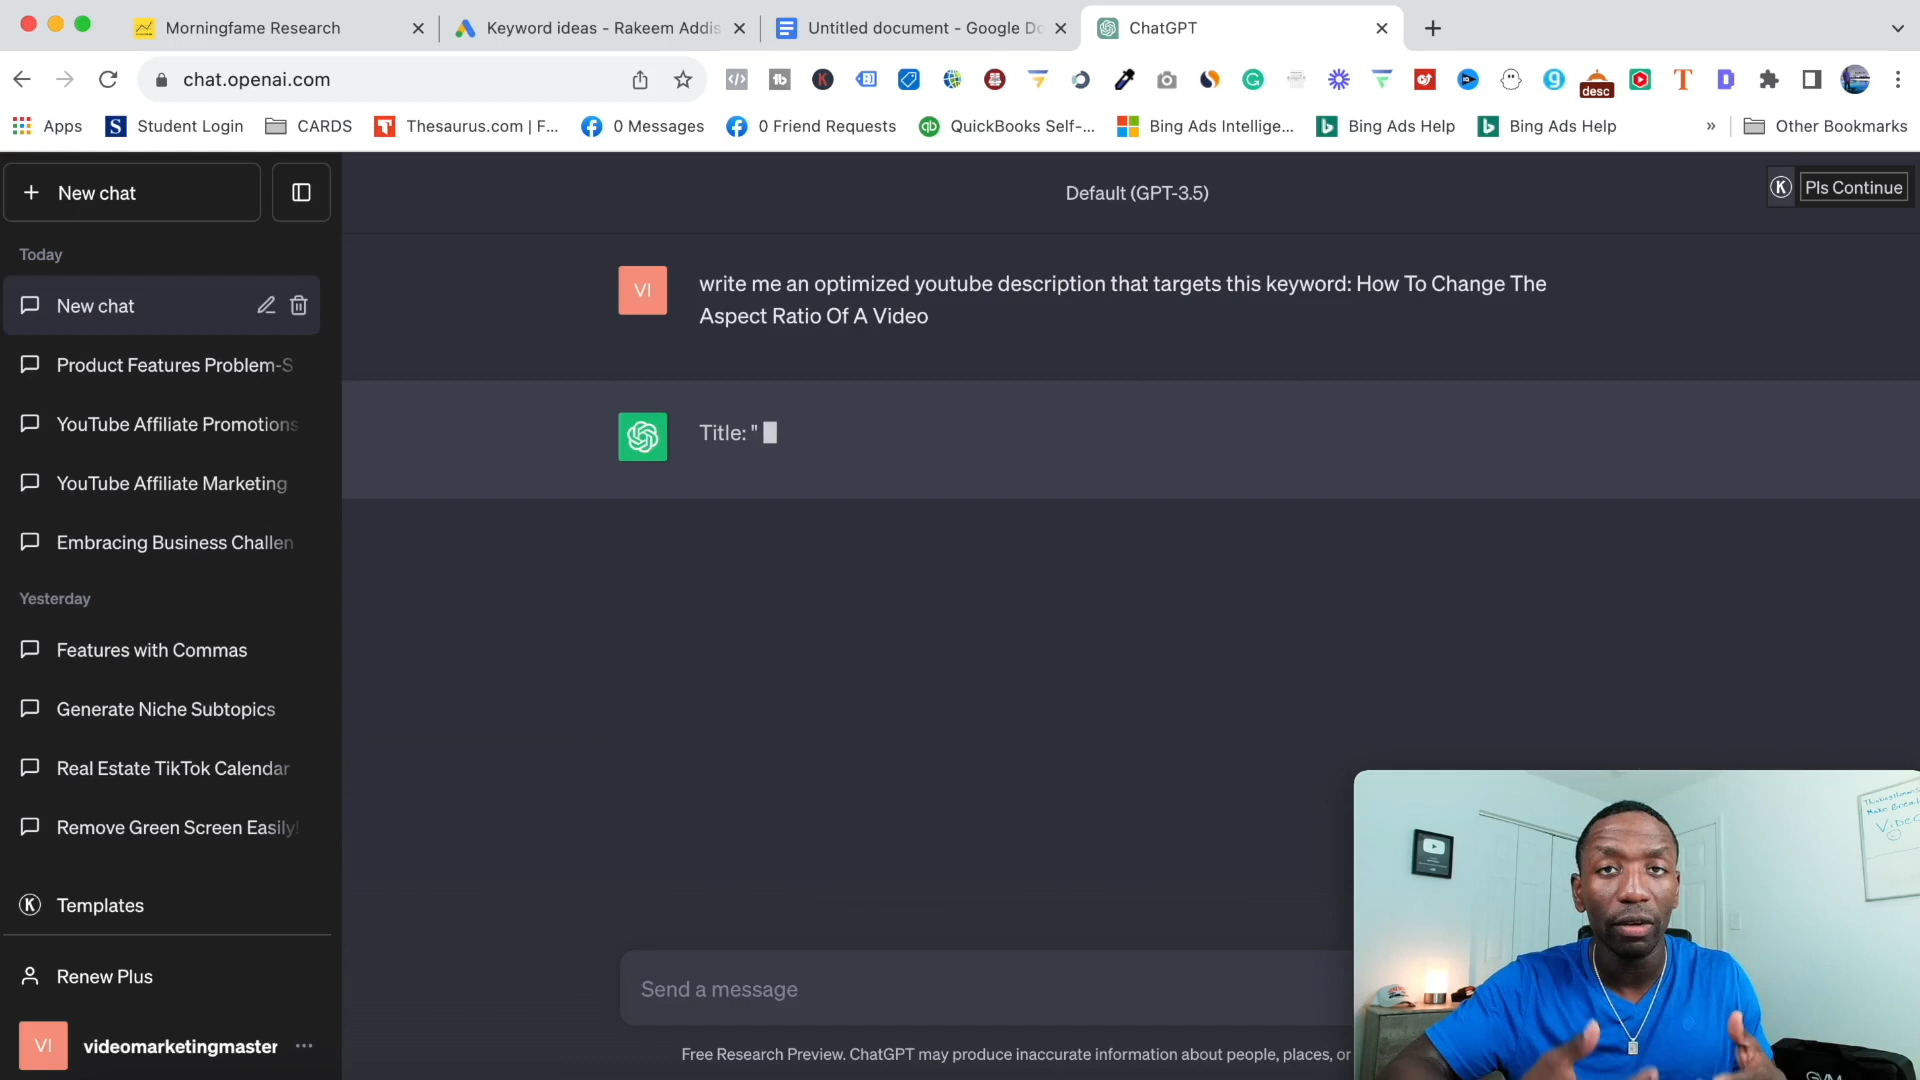 Morningfame Research
Keyword ideas - Rakeem Addis
Untitled document - Google Do
ChatGPT
chat.openai.com
desc
Apps
Student Login
CARDS
Thesaurus.com | F...
0 Messages
0 Friend Requests
QuickBooks Self-...
Bing Ads Intellige...
Bing Ads Help
Bing Ads Help
»
Other Bookmarks
New chat
Default (GPT-3.5)
Pls Continue
Today
New chat
Product Features Problem-S
YouTube Affiliate Promotions
YouTube Affiliate Marketing
Embracing Business Challen
Yesterday
Features with Commas
Generate Niche Subtopics
Real Estate TikTok Calendar
Remove Green Screen Easily!
Templates
Renew Plus
VI
videomarketingmaster
VI
write me an optimized youtube description that targets this keyword: How To Change The
Aspect Ratio Of A Video
Title: "
Send a message
Free Research Preview. ChatGPT may produce inaccurate information about people, places, or